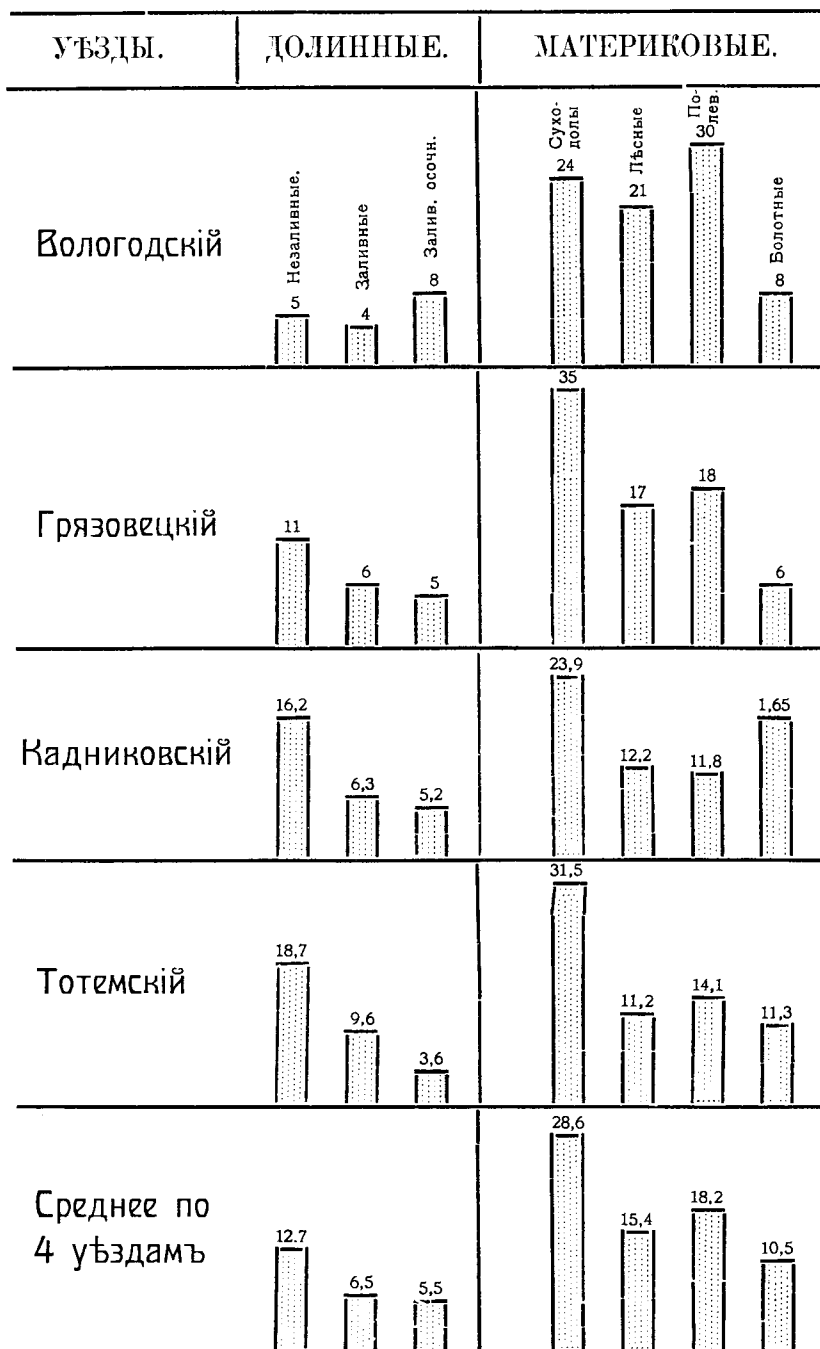 УѢЗДЫ. ДОЛИННЫЕ. МАТЕРИКОВЫЕ.
Вологодскій
Незаливные.
5
Заливные
4
Залив. осочн.
8
Сухо-
долы
24
Лѣсные
21
По-
лев.
30
Болотные
8
Грязовецкій
11
6
5
35
17
18
6
Кадниковскій
16,2
6,3
5,2
23,9
12,2
11,8
1,65
Тотемскій
18,7
9,6
3,6
31,5
11,2
14,1
11,3
Среднее по
4 уѣздамъ
12.7
6,5
5,5
28,6
15,4
18,2
10,5